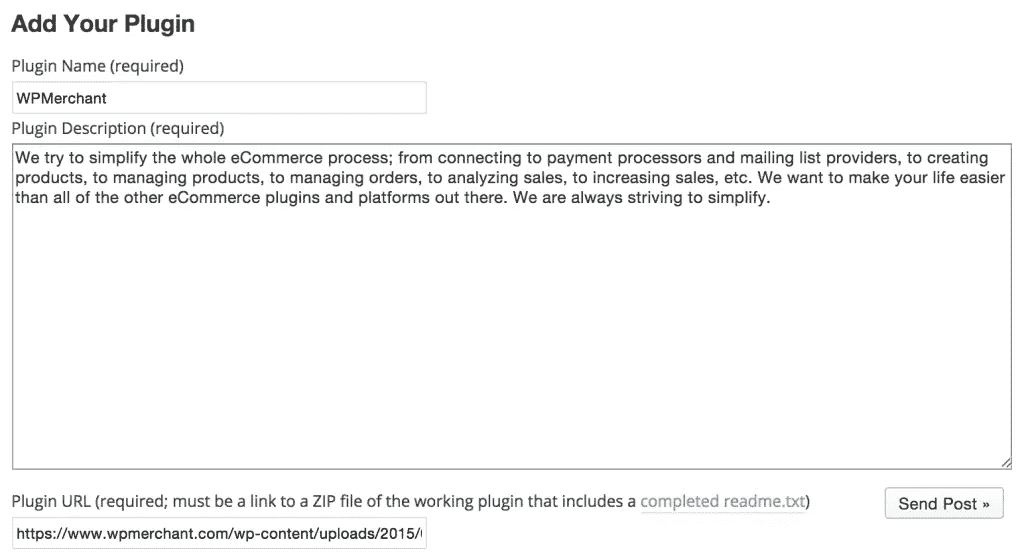 Add Your Plugin
Plugin Name (required)
WPMerchant
Plugin Description (required)
We try to simplify the whole eCommerce process; from connecting to payment processors and mailing list providers, to creating
products, to managing products, to managing orders, to analyzing sales, to increasing sales, etc. We want to make your life easier
than all of the other eCommerce plugins and platforms out there. We are always striving to simplify.
Plugin URL (required; must be a link to a ZIP file of the working plugin that includes a completed readme.txt)
Send Post »
https://www.wpmerchant.com/wp-content/uploads/2015/